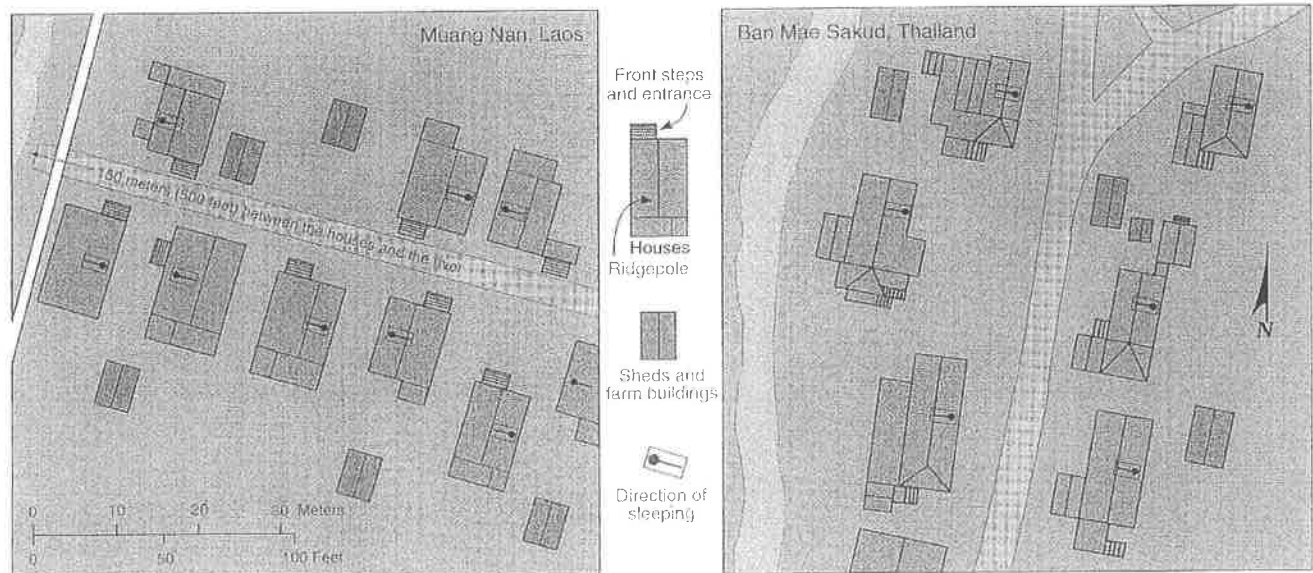 Muang Nan, Laos
150 meters (500 feet) between the houses and the river
0 10 20 30 Meters
0 50 100 Feet
Front steps
and entrance
Houses
Ridgepole
Sheds and
farm buildings
Direction of
sleeping
Ban Mae Sakud, Thailand
N